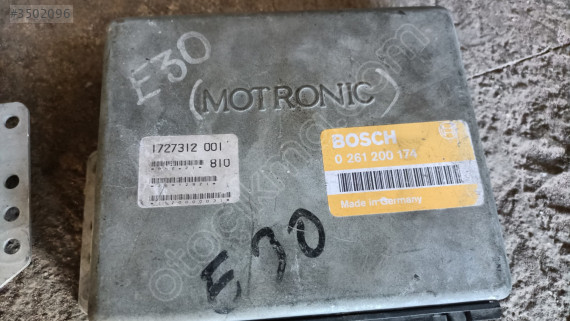 #3502096
E30
(MOTRONIC)
1727312 001
810
BOSCH
0 261 200 174
Made in Germany
E30